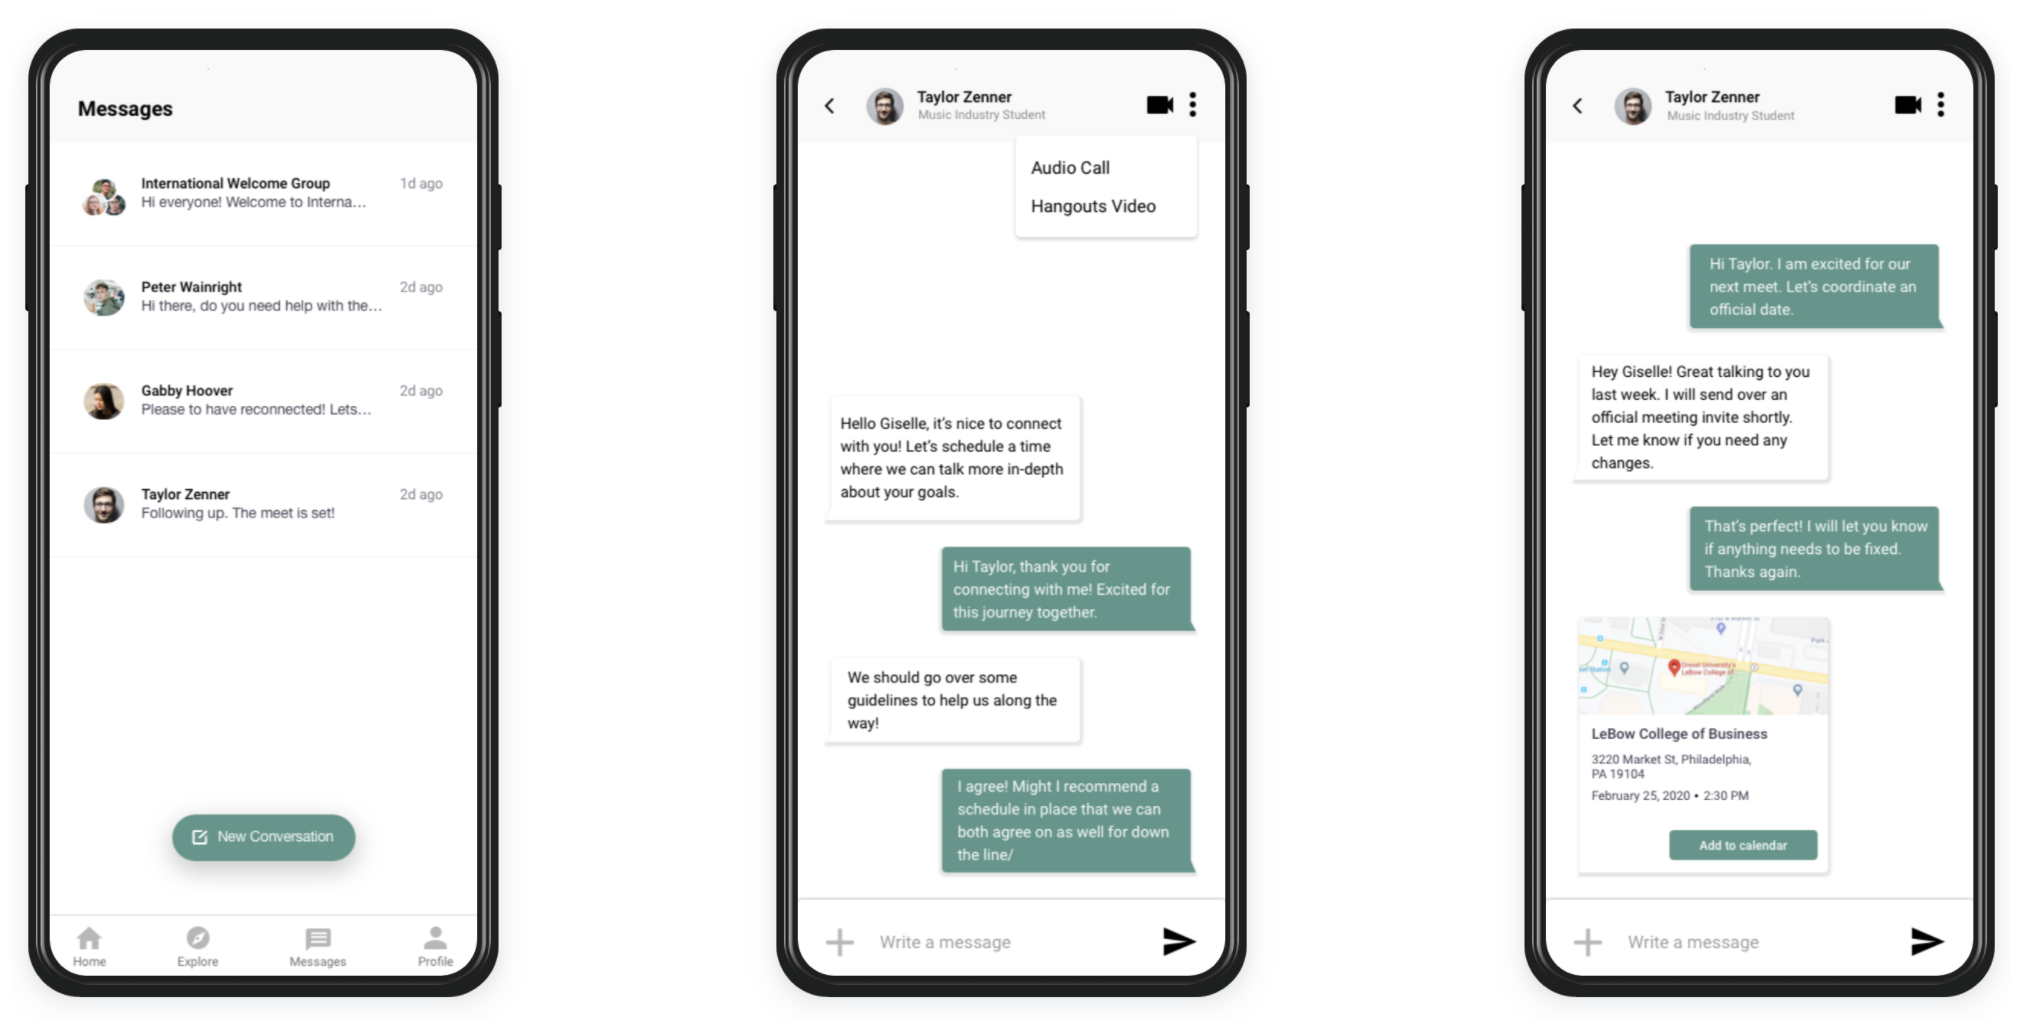 Messages
International Welcome Group
1d ago
Hi everyone! Welcome to Interna...
Peter Wainright
2d ago
Hi there, do you need help with the...
Gabby Hoover
2d ago
Please to have reconnected! Lets...
Taylor Zenner
2d ago
Following up. The meet is set!
New Conversation
Home
Explore
Messages
Profile
Taylor Zenner
Music Industry Student
Audio Call
Hangouts Video
Hello Giselle, it's nice to connect
with you! Let's schedule a time
where we can talk more in-depth
about your goals.
Hi Taylor, thank you for
connecting with me! Excited for
this journey together.
We should go over some
guidelines to help us along the
way!
I agree! Might I recommend a
schedule in place that we can
both agree on as well for down
the line/
Write a message
Taylor Zenner
Music Industry Student
Hi Taylor. I am excited for our
next meet. Let's coordinate an
official date.
Hey Giselle! Great talking to you
last week. I will send over an
official meeting invite shortly.
Let me know if you need any
changes.
That's perfect! I will let you know
if anything needs to be fixed.
Thanks again.
Park
Drexel University's
LeBow College of
LeBow College of Business
3220 Market St, Philadelphia,
PA 19104
February 25, 2020 • 2:30 PM
Add to calendar
Write a message